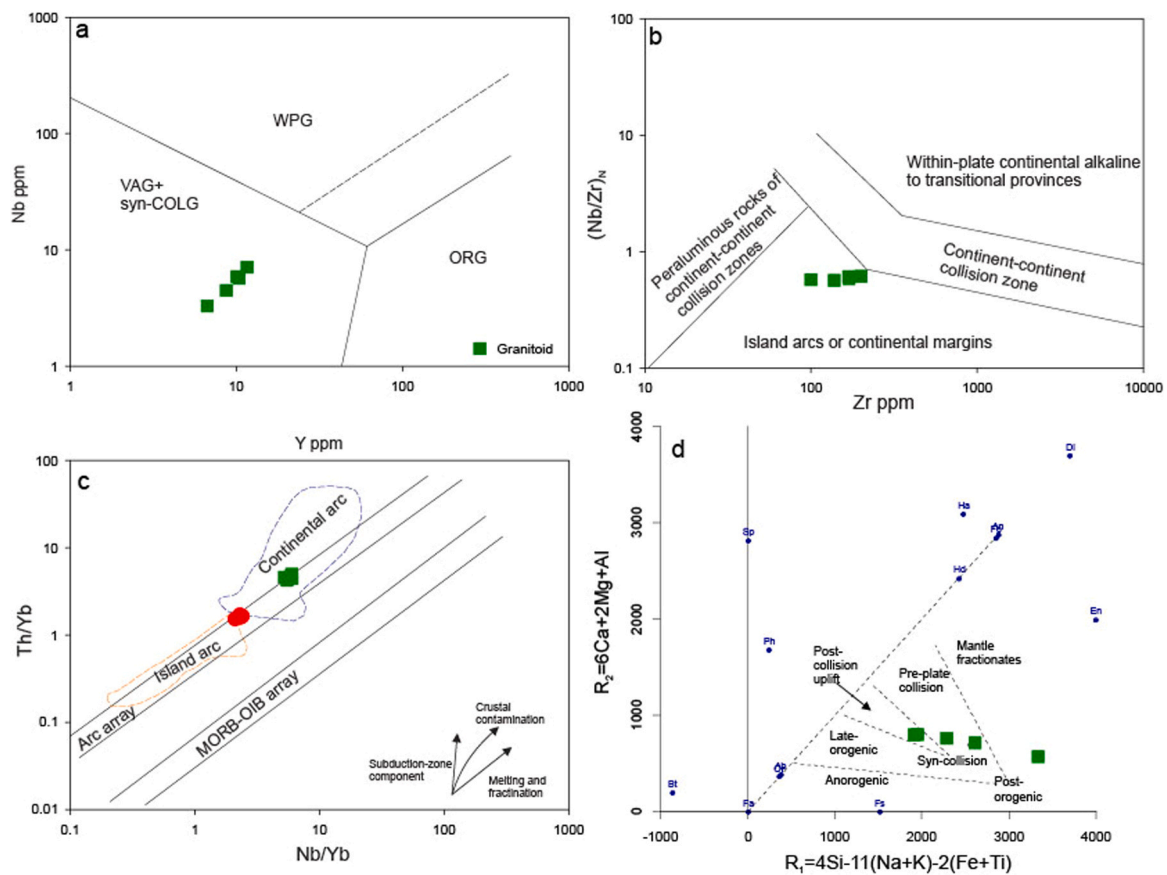 1000
a
WPG
100
Nb ppm
VAG+
syn-COLG
10
ORG
Granitoid
1
1
10
100
1000
Y ppm
100
b
10
Within-plate continental alkaline
to transitional provinces
(Nb/Zr)N
Peraluminous rocks of
continent-continent
collision zones
1
Continent-continent
collision zone
Island arcs or continental margins
0.1
10
100
1000
10000
Zr ppm
100
c
Continental arc
10
Th/Yb
1
Island arc
Arc array
MORB-OIB array
0.1
Crustal
contamination
Subduction-zone
component
Melting and
fractination
0.01
0.1
1
10
100
1000
Nb/Yb
4000
d
Di
3000
Ha
An
Sp
Hd
2000
En
R2=6Ca+2Mg+Al
Ph
Mantle
fractionates
Post-
collision
uplift
Pre-plate
collision
1000
Late-
orogenic
Syn-collision
Ab
Anorogenic
Post-
orogenic
Bt
Fa
Fs
0
-1000
0
1000
2000
3000
4000
R1=4Si-11(Na+K)-2(Fe+Ti)